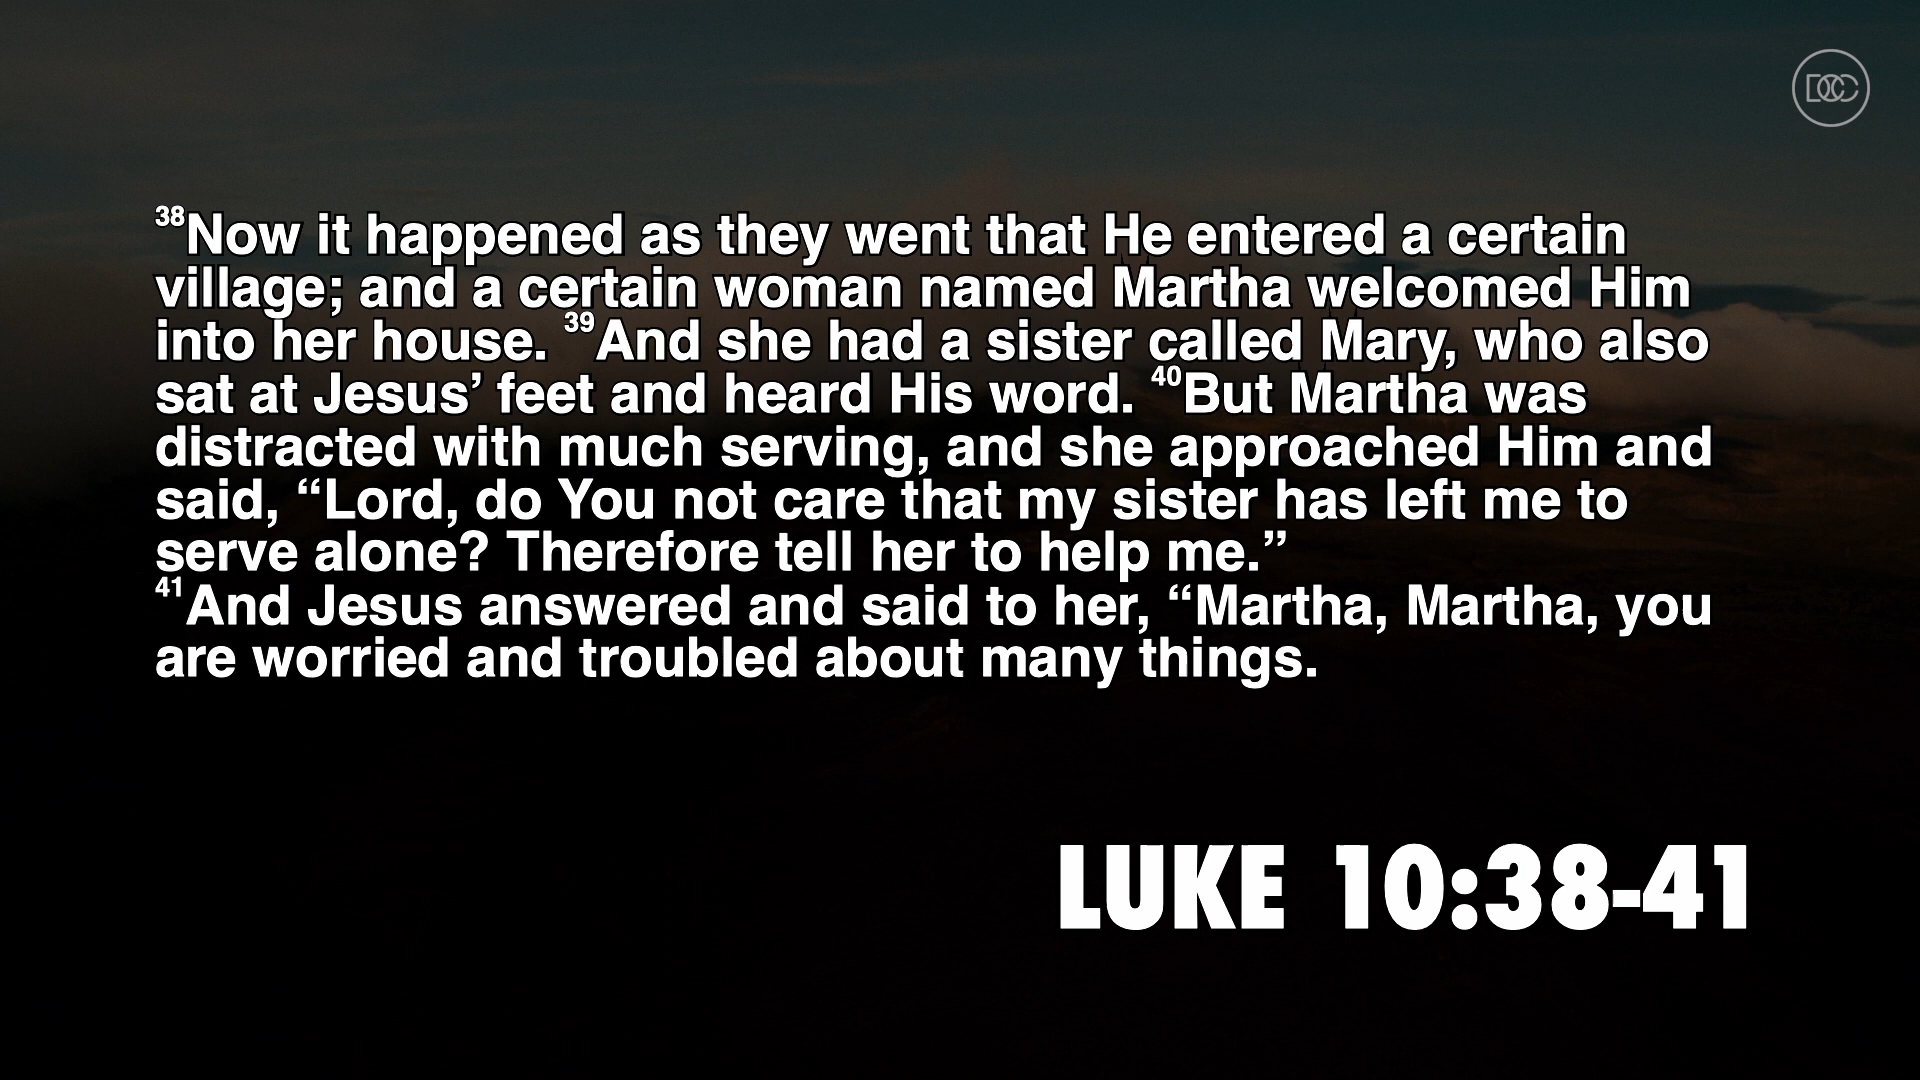 DOC
³⁸Now it happened as they went that He entered a certain
village; and a certain woman named Martha welcomed Him
into her house. ³⁹And she had a sister called Mary, who also
sat at Jesus’ feet and heard His word. ⁴⁰But Martha was
distracted with much serving, and she approached Him and
said, “Lord, do You not care that my sister has left me to
serve alone? Therefore tell her to help me.”
⁴¹And Jesus answered and said to her, “Martha, Martha, you
are worried and troubled about many things.
LUKE 10:38-41